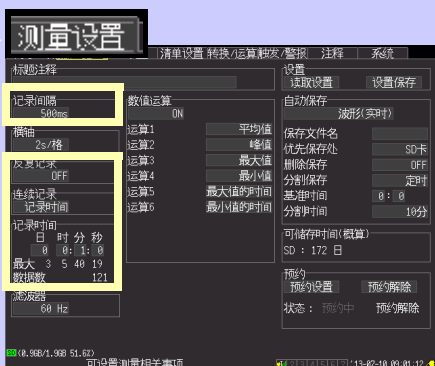 测量设置
清单设置 转换/运算 触发/警报 注释 系统
标题注释
记录间隔
500ms
横轴
2s/格
反复记录
OFF
连续记录
记录时间
记录时间
日 时 分 秒
0 0: 1: 0
最大 3 5 40 19
数据数 121
滤波器
60 Hz
数值运算
ON
运算1 平均值
运算2 峰值
运算3 最大值
运算4 最小值
运算5 最大值的时间
运算6 最小值的时间
设置
读取设置 设置保存
自动保存
波形(实时)
保存文件名
优先保存处 SD卡
删除保存 OFF
分割保存 定时
基准时间 0: 0
分割时间 10分
可储存时间(概算)
SD : 172 日
预约
预约设置 预约解除
状态: 预约中 预约解除
(0.9GB/1.9GB 51.6%)
可设置测量相关事项
1234567 '13-07-10 09:01:12